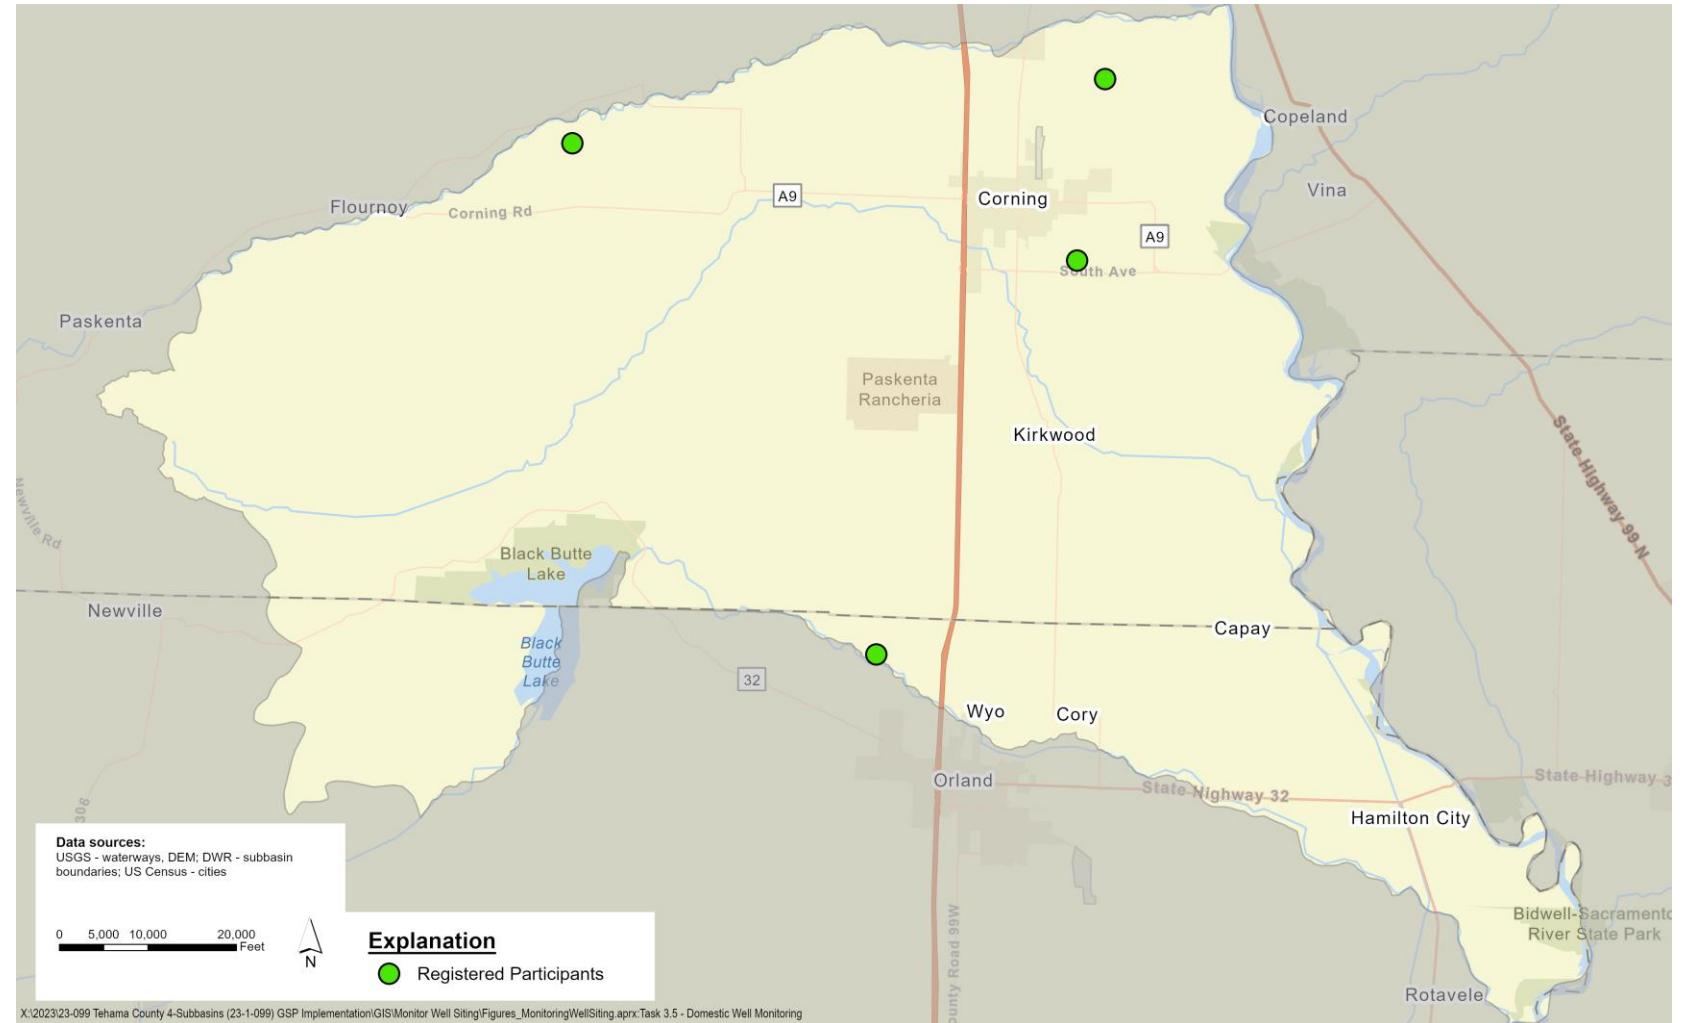 Copeland
Vina
A9
Corning
Flournoy
Corning Rd
A9
South Ave
Paskenta
Paskenta
Rancheria
Kirkwood
State Highway 99 N
Newville Rd
Black Butte
Lake
Newville
Capay
Black
Butte
Lake
32
Wyo
Cory
Orland
State Highway 32
State Highway 3
Hamilton City
306
Bidwell-Sacramento
River State Park
ounty Road 99W
Rotavele
Data sources:
USGS - waterways, DEM; DWR - subbasin
boundaries; US Census - cities
0 5,000 10,000 20,000
Feet
N
Explanation
Registered Participants
X:\2023\23-099 Tehama County 4-Subbasins (23-1-099) GSP Implementation\GIS\Monitor Well Siting\Figures_MonitoringWellSiting.aprx:Task 3.5 - Domestic Well Monitoring